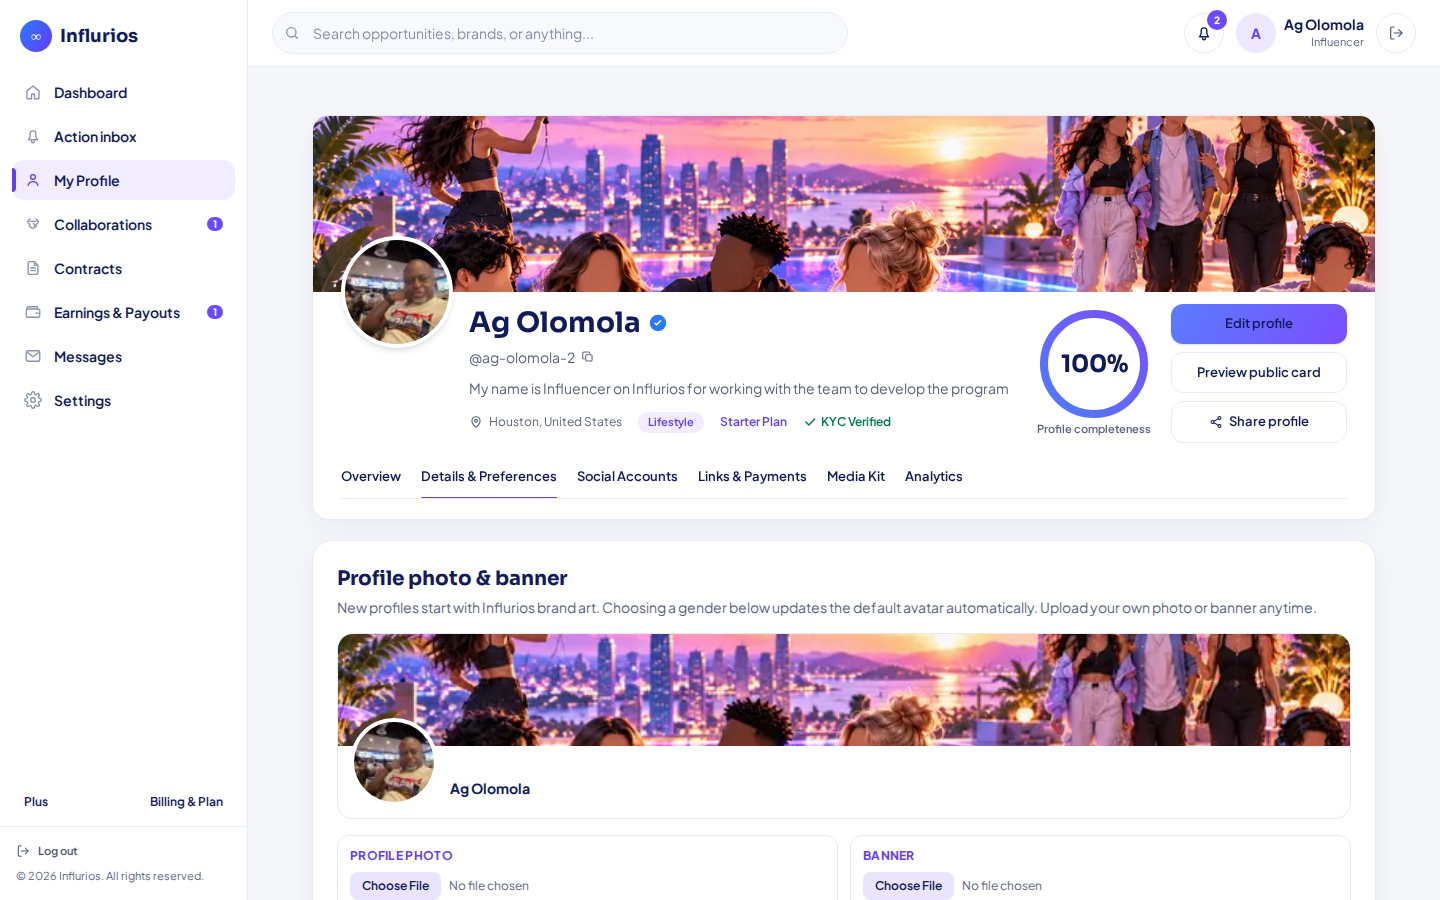 ∞ Influrios
Search opportunities, brands, or anything...
2
A
Ag Olomola
Influencer
Dashboard
Action inbox
My Profile
Collaborations 1
Contracts
Earnings & Payouts 1
Messages
Settings
Plus
Billing & Plan
Log out
© 2026 Influrios. All rights reserved.
Ag Olomola
@ag-olomola-2
My name is Influencer on Influrios for working with the team to develop the program
Houston, United States
Lifestyle
Starter Plan
KYC Verified
100%
Profile completeness
Edit profile
Preview public card
Share profile
Overview
Details & Preferences
Social Accounts
Links & Payments
Media Kit
Analytics
Profile photo & banner
New profiles start with Influrios brand art. Choosing a gender below updates the default avatar automatically. Upload your own photo or banner anytime.
Ag Olomola
PROFILE PHOTO
Choose File No file chosen
BANNER
Choose File No file chosen